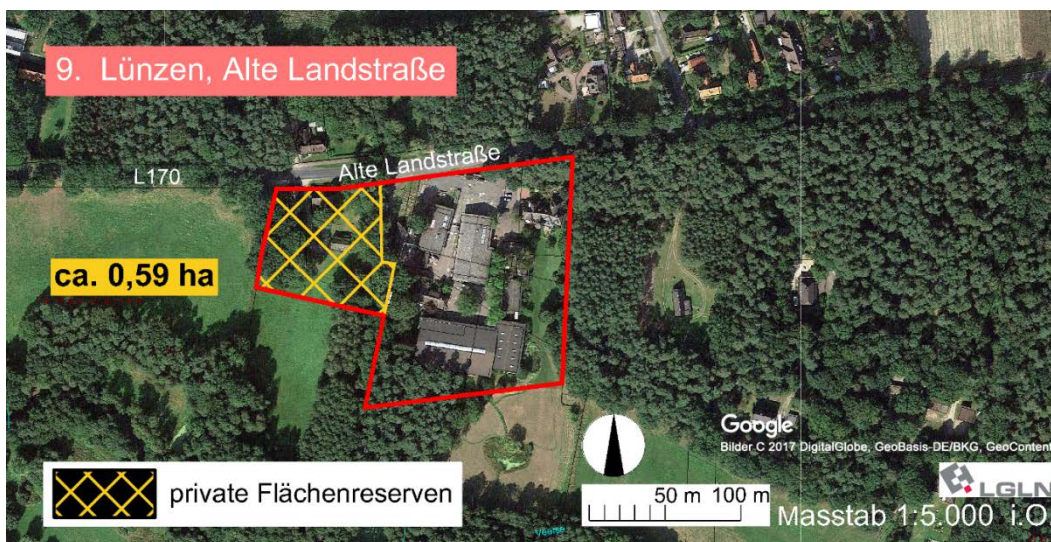 9. Lünzen, Alte Landstraße
Alte Landstraße
L170
ca. 0,59 ha
Google
Bilder C 2017 DigitalGlobe, GeoBasis-DE/BKG, GeoContent
private Flächenreserven
50 m 100 m
LGLN
Masstab 1:5.000 i.O